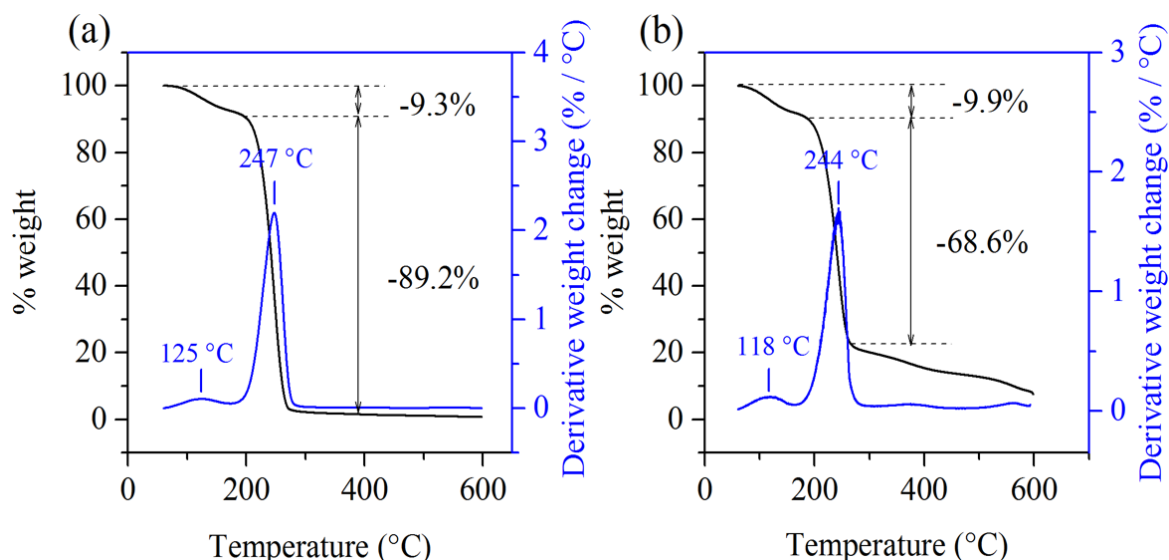 (a)
% weight
100
80
60
40
20
0
-9.3%
-89.2%
247 °C
125 °C
4
3
2
1
0
Derivative weight change (% / °C)
0
200
400
600
Temperature (°C)
(b)
% weight
100
80
60
40
20
0
-9.9%
-68.6%
244 °C
118 °C
3
2
1
0
Derivative weight change (% / °C)
0
200
400
600
Temperature (°C)